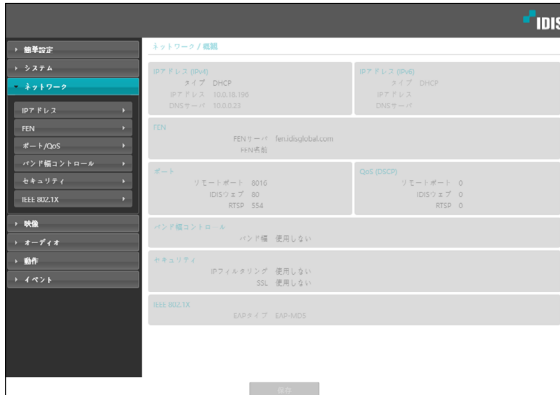 IDIS
簡単設定
システム
ネットワーク
IPアドレス
FEN
ポート/QoS
バンド幅コントロール
セキュリティ
IEEE 802.1X
映像
オーディオ
動作
イベント
ネットワーク / 概観
IPアドレス (IPv4)
タイプ DHCP
IPアドレス 10.0.18.196
DNSサーバ 10.0.0.23
IPアドレス (IPv6)
タイプ DHCP
IPアドレス
DNSサーバ
FEN
FENサーバ fen.idisglobal.com
FEN名前
ポート
リモートポート 8016
IDISウェブ 80
RTSP 554
QoS (DSCP)
リモートポート 0
IDISウェブ 0
RTSP 0
バンド幅コントロール
バンド幅 使用しない
セキュリティ
IPフィルタリング 使用しない
SSL 使用しない
IEEE 802.1X
EAPタイプ EAP-MD5
保存